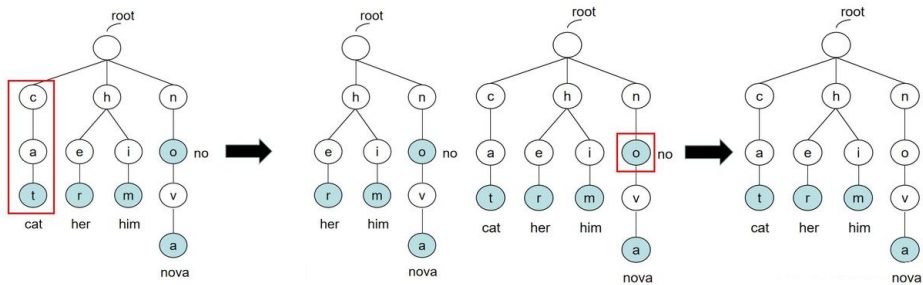 root root root root
c h n h n c h n c h n
a e i o no e i o no a e i o no a e i o
t r m v r m v t r m v t r m v
cat her him a her him a cat her him a cat her him a
nova nova nova nova